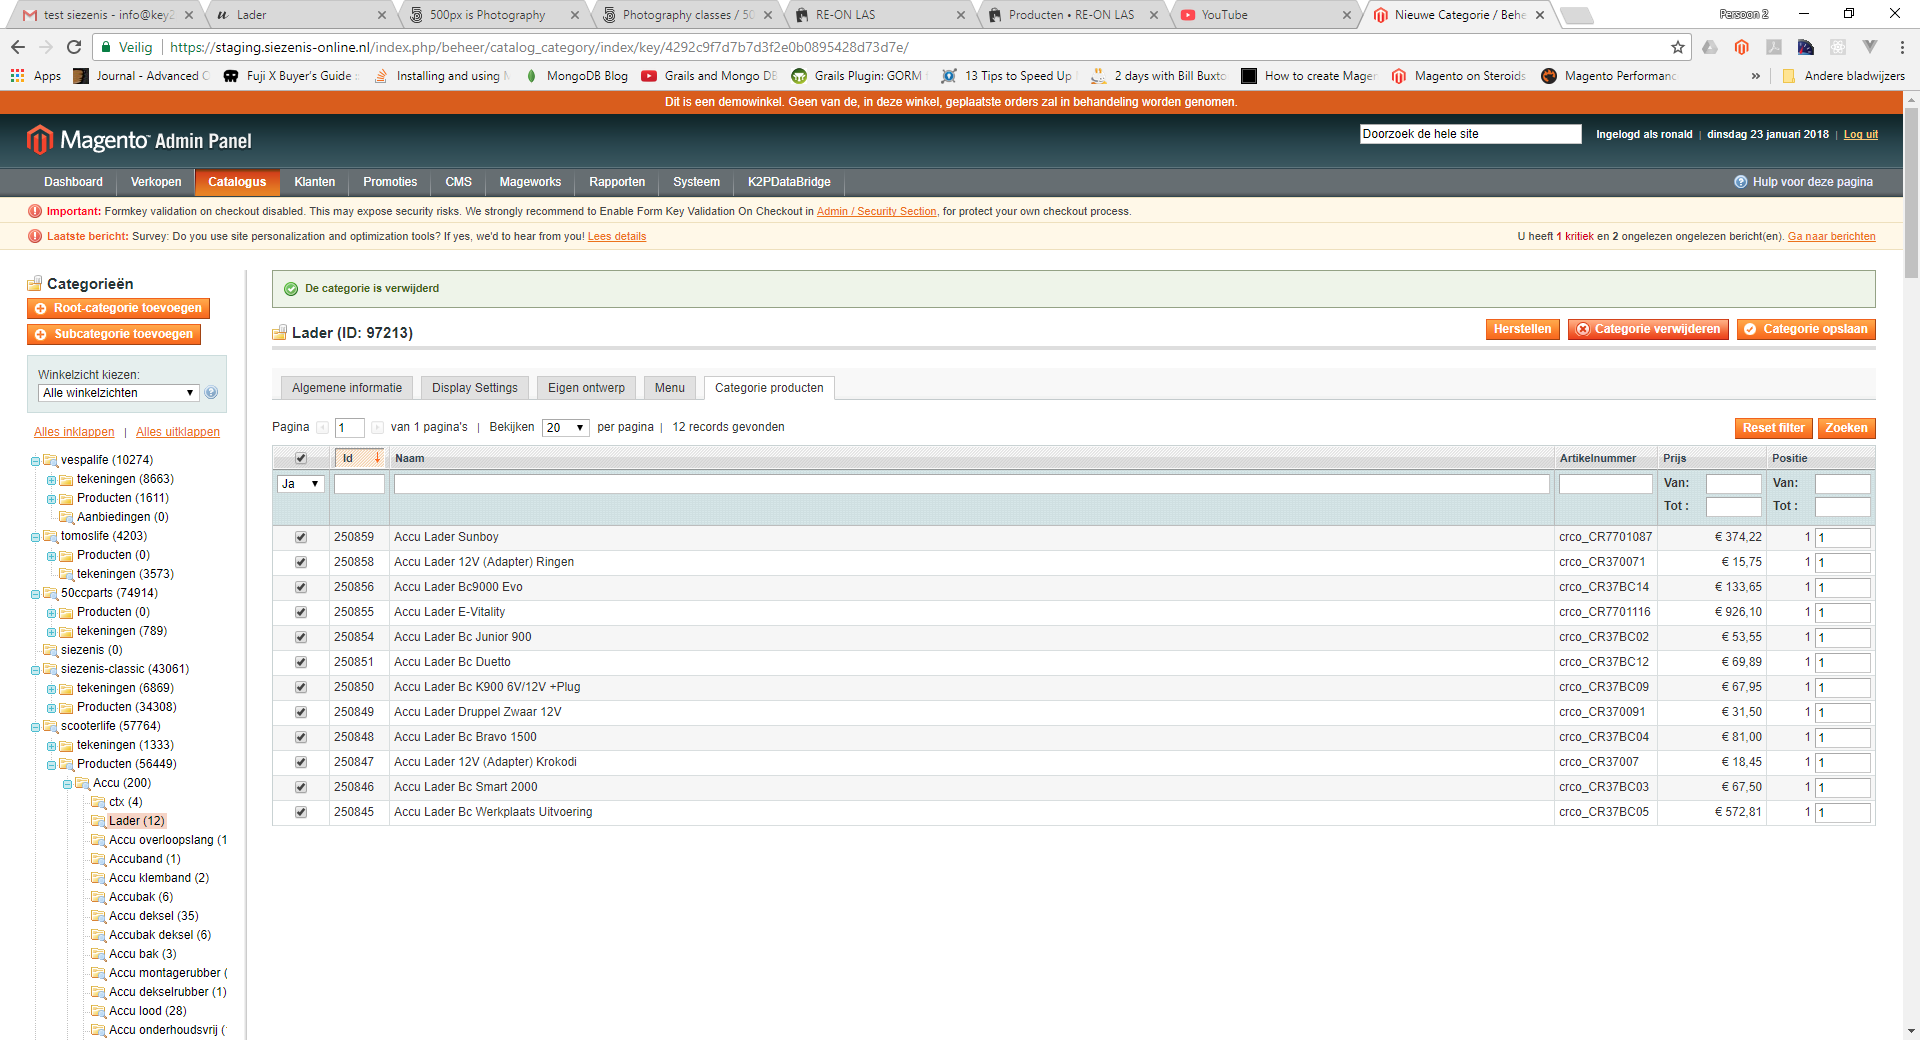 test siezenis - info@key2
Lader
500px is Photography
Photography classes / 50
RE-ON LAS
Producten • RE-ON LAS
YouTube
Nieuwe Categorie / Behe
Persoon 2
Veilig
https://staging.siezenis-online.nl/index.php/beheer/catalog_category/index/key/4292c9f7d7b7d3f2e0b0895428d73d7e/
Apps
Journal - Advanced
Fuji X Buyer's Guide
Installing and using
MongoDB Blog
Grails and Mongo DB
Grails Plugin: GORM
13 Tips to Speed Up
2 days with Bill Buxto
How to create Magen
Magento on Steroids
Magento Performanc
»
Andere bladwijzers
Dit is een demowinkel. Geen van de, in deze winkel, geplaatste orders zal in behandeling worden genomen.
Magento™ Admin Panel
Doorzoek de hele site
Ingelogd als ronald | dinsdag 23 januari 2018 | Log uit
Dashboard
Verkopen
Catalogus
Klanten
Promoties
CMS
Mageworks
Rapporten
Systeem
K2PDataBridge
Hulp voor deze pagina
Important: Formkey validation on checkout disabled. This may expose security risks. We strongly recommend to Enable Form Key Validation On Checkout in Admin / Security Section, for protect your own checkout process.
Laatste bericht: Survey: Do you use site personalization and optimization tools? If yes, we'd to hear from you! Lees details
U heeft 1 kritiek en 2 ongelezen ongelezen bericht(en). Ga naar berichten
Categorieën
Root-categorie toevoegen
Subcategorie toevoegen
Winkelzicht kiezen:
Alle winkelzichten
Alles inklappen | Alles uitklappen
vespalife (10274)
tekeningen (8663)
Producten (1611)
Aanbiedingen (0)
tomoslife (4203)
Producten (0)
tekeningen (3573)
50ccparts (74914)
Producten (0)
tekeningen (789)
siezenis (0)
siezenis-classic (43061)
tekeningen (6869)
Producten (34308)
scooterlife (57764)
tekeningen (1333)
Producten (56449)
Accu (200)
ctx (4)
Lader (12)
Accu overloopslang (1
Accuband (1)
Accu klemband (2)
Accubak (6)
Accu deksel (35)
Accubak deksel (6)
Accu bak (3)
Accu montagerubber (
Accu dekselrubber (1)
Accu lood (28)
Accu onderhoudsvrij (
De categorie is verwijderd
Lader (ID: 97213)
Herstellen
Categorie verwijderen
Categorie opslaan
Algemene informatie
Display Settings
Eigen ontwerp
Menu
Categorie producten
Pagina 1 van 1 pagina's | Bekijken 20 per pagina | 12 records gevonden
Reset filter
Zoeken
Id Naam Artikelnummer Prijs Positie
Ja Van: Van:
Tot : Tot :
250859 Accu Lader Sunboy crco_CR7701087 € 374,22 1 1
250858 Accu Lader 12V (Adapter) Ringen crco_CR370071 € 15,75 1 1
250856 Accu Lader Bc9000 Evo crco_CR37BC14 € 133,65 1 1
250855 Accu Lader E-Vitality crco_CR7701116 € 926,10 1 1
250854 Accu Lader Bc Junior 900 crco_CR37BC02 € 53,55 1 1
250851 Accu Lader Bc Duetto crco_CR37BC12 € 69,89 1 1
250850 Accu Lader Bc K900 6V/12V +Plug crco_CR37BC09 € 67,95 1 1
250849 Accu Lader Druppel Zwaar 12V crco_CR370091 € 31,50 1 1
250848 Accu Lader Bc Bravo 1500 crco_CR37BC04 € 81,00 1 1
250847 Accu Lader 12V (Adapter) Krokodi crco_CR37007 € 18,45 1 1
250846 Accu Lader Bc Smart 2000 crco_CR37BC03 € 67,50 1 1
250845 Accu Lader Bc Werkplaats Uitvoering crco_CR37BC05 € 572,81 1 1